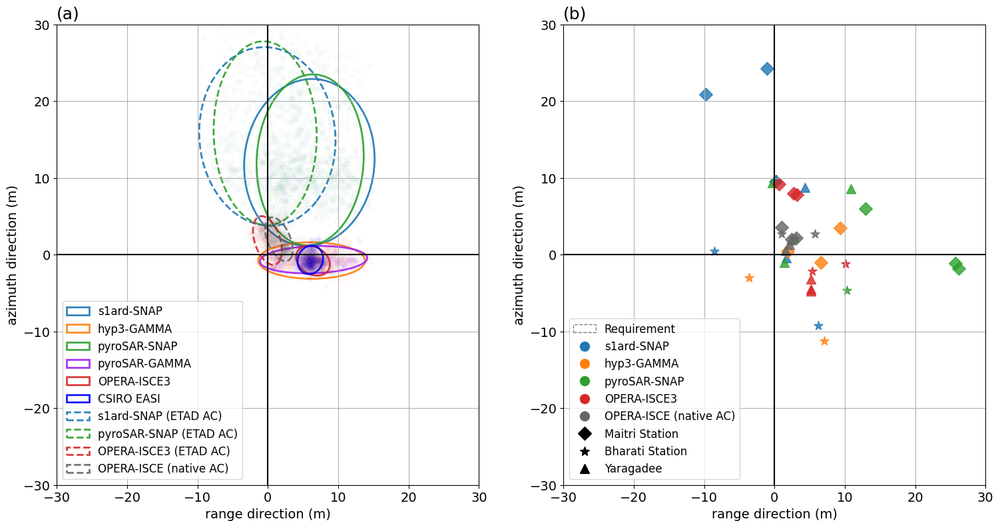 (a)
30
20
10
0
−10
−20
−30
azimuth direction (m)
s1ard-SNAP
hyp3-GAMMA
pyroSAR-SNAP
pyroSAR-GAMMA
OPERA-ISCE3
CSIRO EASI
s1ard-SNAP (ETAD AC)
pyroSAR-SNAP (ETAD AC)
OPERA-ISCE3 (ETAD AC)
OPERA-ISCE (native AC)
−30 −20 −10 0 10 20 30
range direction (m)
(b)
30
20
10
0
−10
−20
−30
azimuth direction (m)
Requirement
s1ard-SNAP
hyp3-GAMMA
pyroSAR-SNAP
OPERA-ISCE3
OPERA-ISCE (native AC)
Maitri Station
Bharati Station
Yaragadee
−30 −20 −10 0 10 20 30
range direction (m)